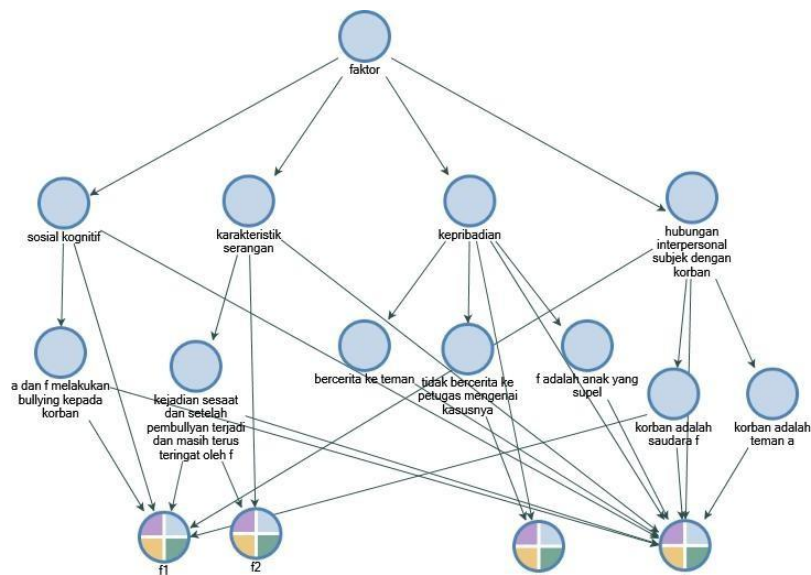 faktor
sosial kognitif
karakteristik
serangan
kepribadian
hubungan
interpersonal
subjek dengan
korban
a dan f melakukan
bullying kepada
korban
kejadian sesaat
dan setelah
pembullyan terjadi
dan masih terus
teringat oleh f
bercerita ke teman
tidak bercerita ke
petugas mengenai
kasusnya
f adalah anak yang
supel
korban adalah
saudara f
korban adalah
teman a
f1
f2